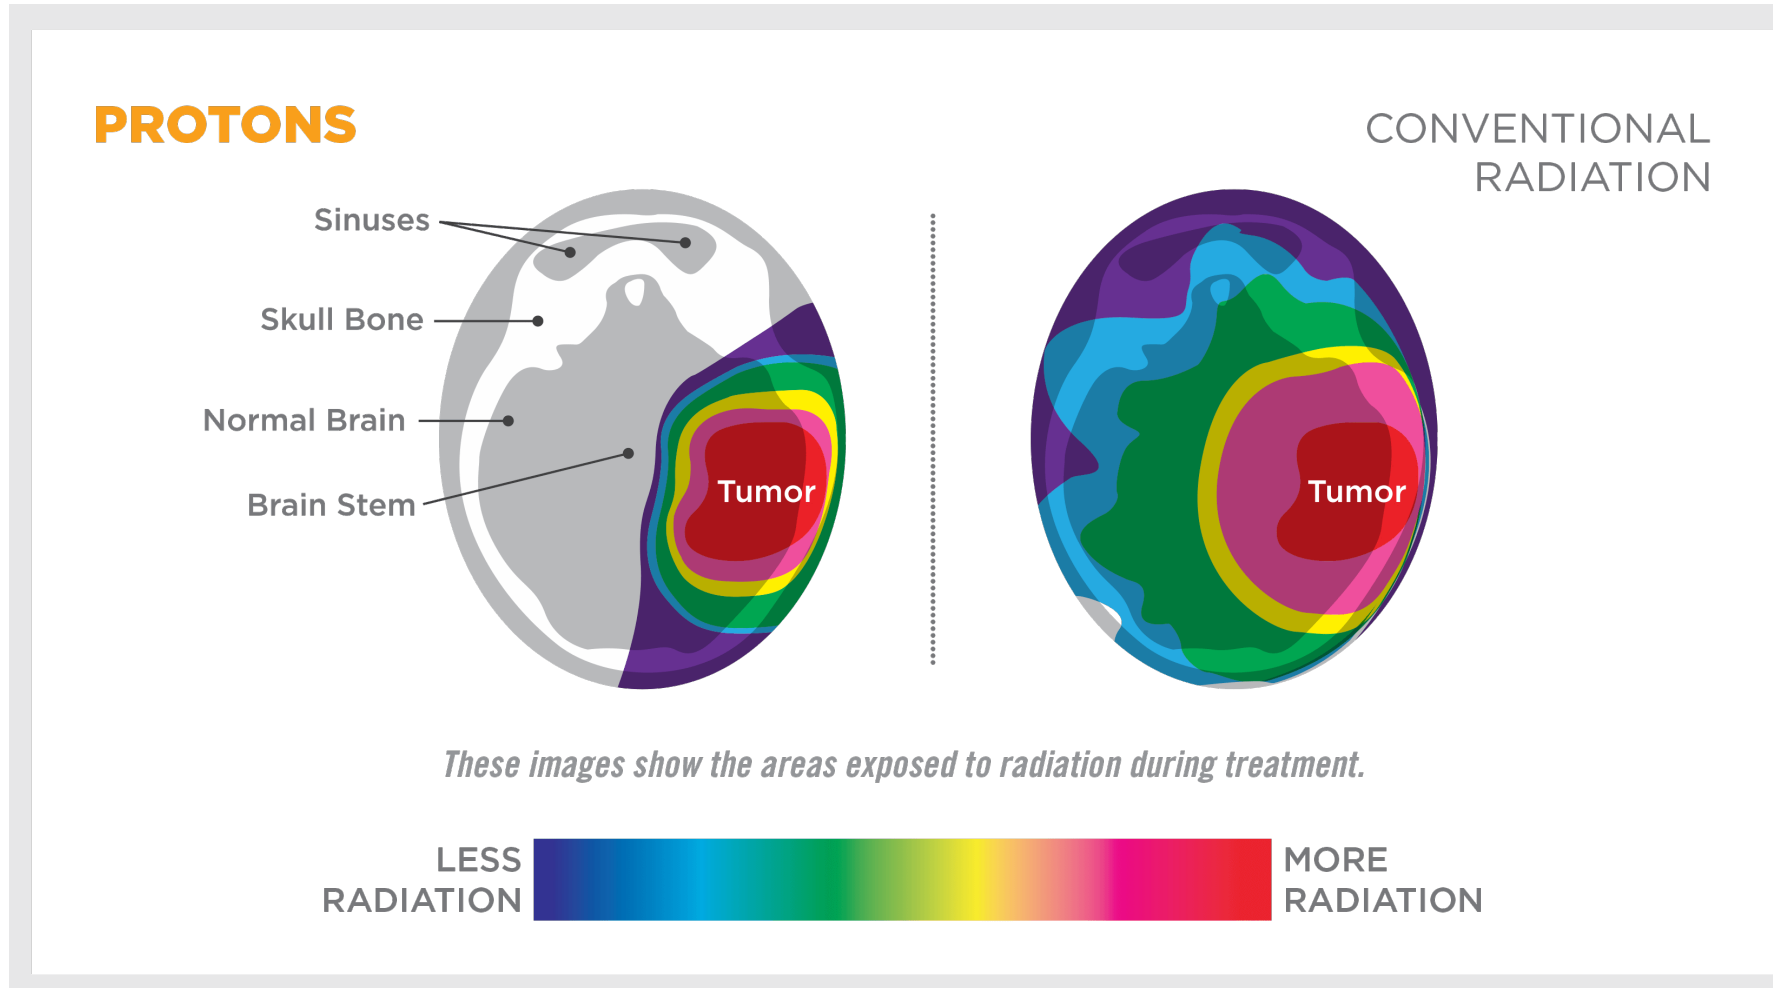 PROTONS
CONVENTIONAL
RADIATION
Sinuses
Skull Bone
Normal Brain
Brain Stem
Tumor
Tumor
These images show the areas exposed to radiation during treatment.
LESS
RADIATION
MORE
RADIATION